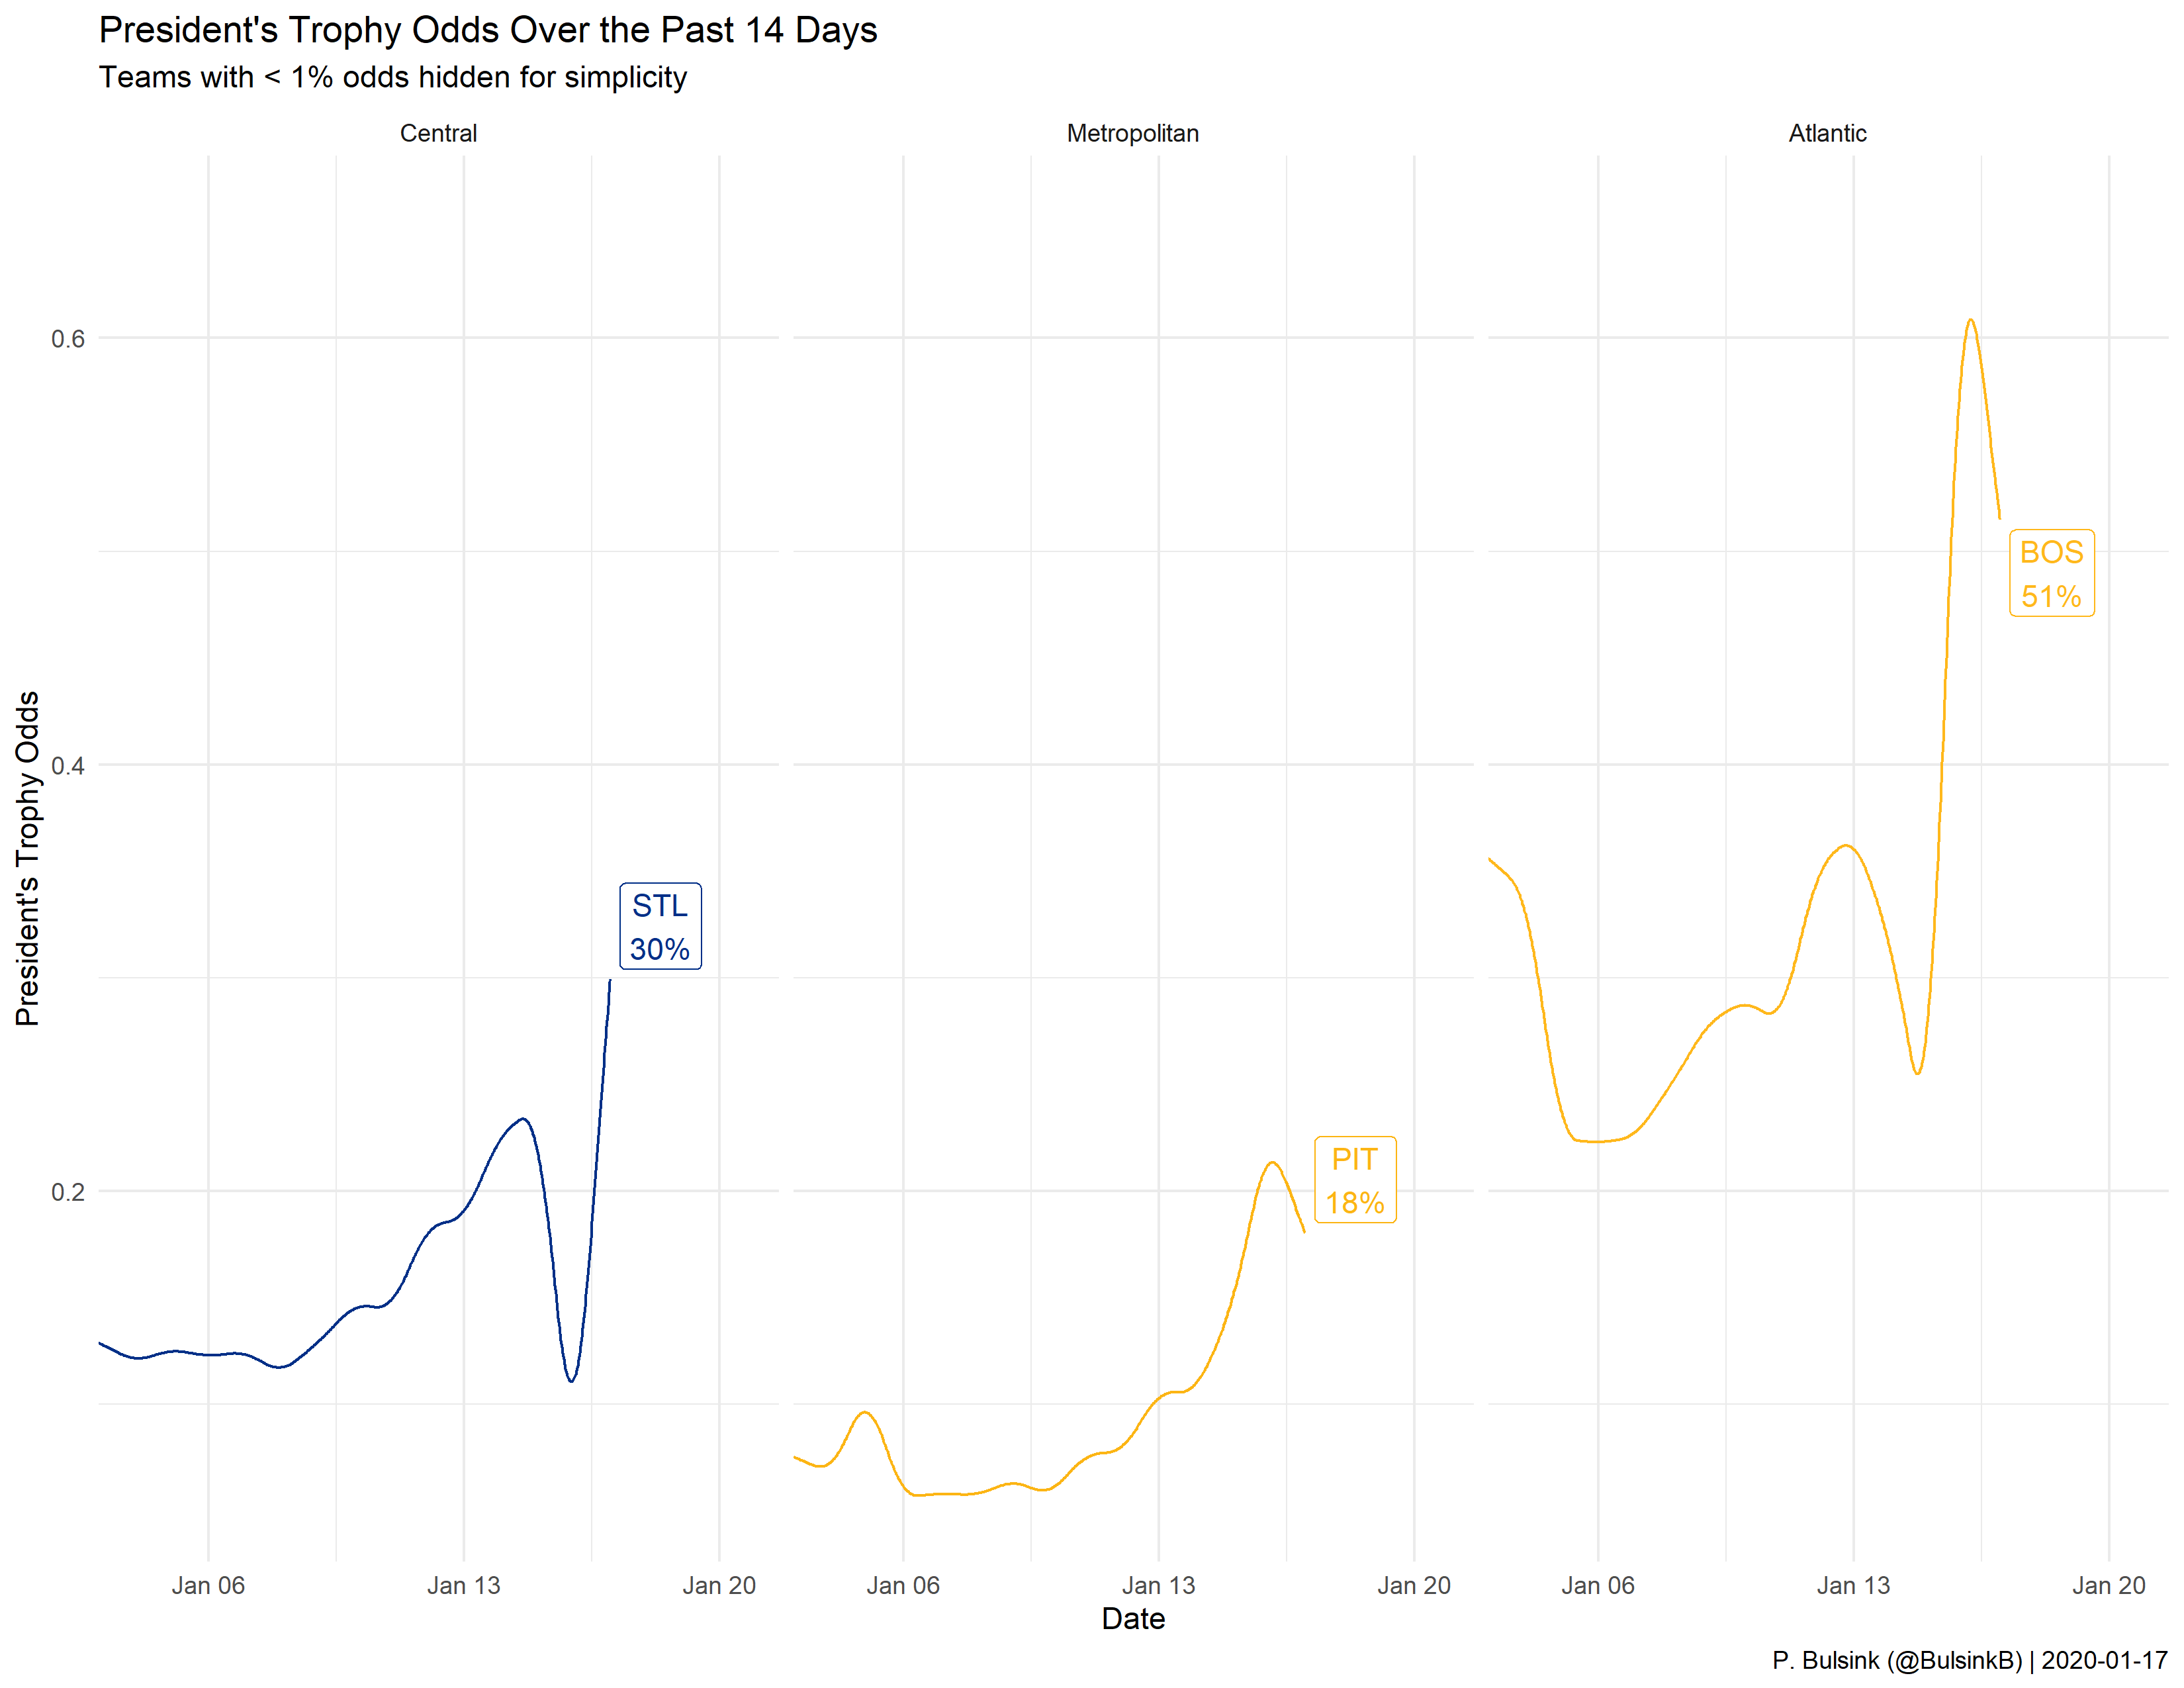 President's Trophy Odds Over the Past 14 Days
Teams with < 1% odds hidden for simplicity
Central
Metropolitan
Atlantic
President's Trophy Odds
0.6
0.4
0.2
STL
30%
PIT
18%
BOS
51%
Jan 06
Jan 13
Jan 20
Jan 06
Jan 13
Jan 20
Jan 06
Jan 13
Jan 20
Date
P. Bulsink (@BulsinkB) | 2020-01-17